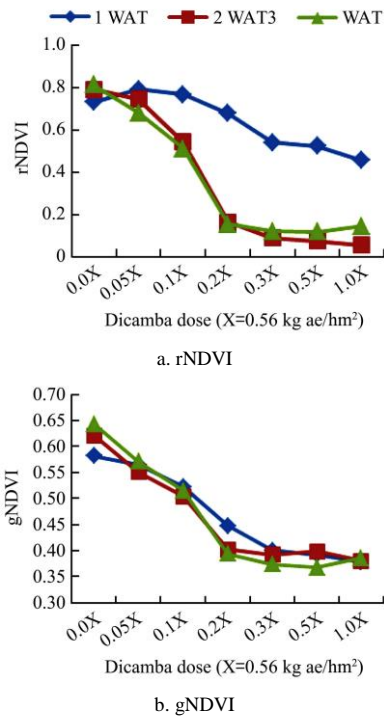 1 WAT 2 WAT3 WAT
1.0
0.8
0.6
0.4
0.2
0
rNDVI
0.0X 0.05X 0.1X 0.2X 0.3X 0.5X 1.0X
Dicamba dose (X=0.56 kg ae/hm²)
a. rNDVI
0.70
0.65
0.60
0.55
0.50
0.45
0.40
0.35
0.30
gNDVI
0.0X 0.05X 0.1X 0.2X 0.3X 0.5X 1.0X
Dicamba dose (X=0.56 kg ae/hm²)
b. gNDVI